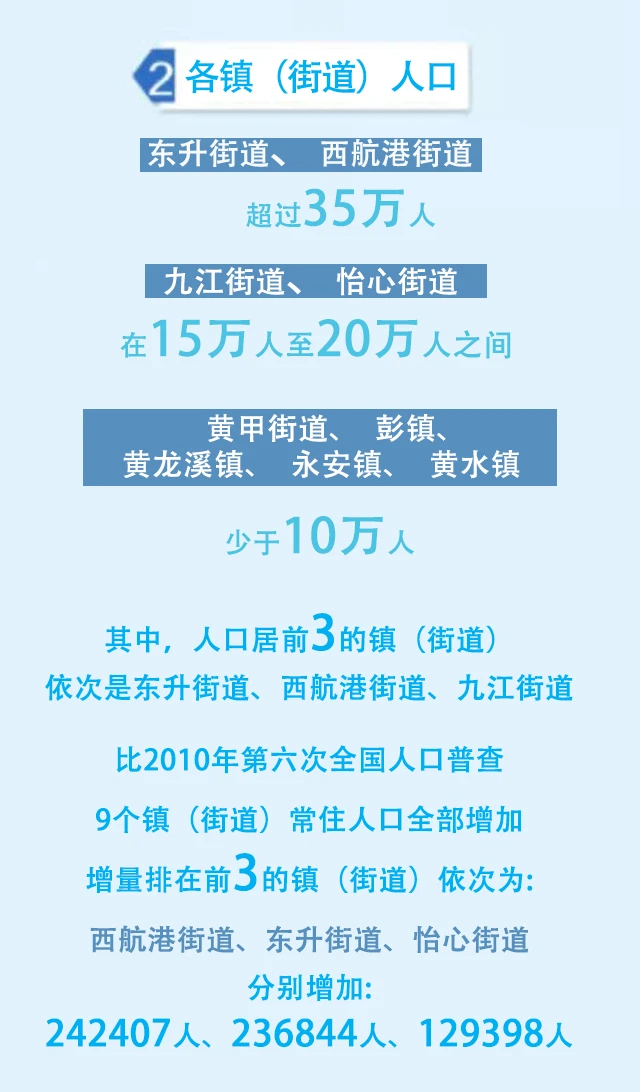 2 各镇（街道）人口
东升街道、 西航港街道
超过35万人
九江街道、 怡心街道
在15万人至20万人之间
黄甲街道、 彭镇、
黄龙溪镇、 永安镇、 黄水镇
少于10万人
其中，人口居前3的镇（街道）
依次是东升街道、西航港街道、九江街道
比2010年第六次全国人口普查
9个镇（街道）常住人口全部增加
增量排在前3的镇（街道）依次为:
西航港街道、东升街道、怡心街道
分别增加:
242407人、236844人、129398人